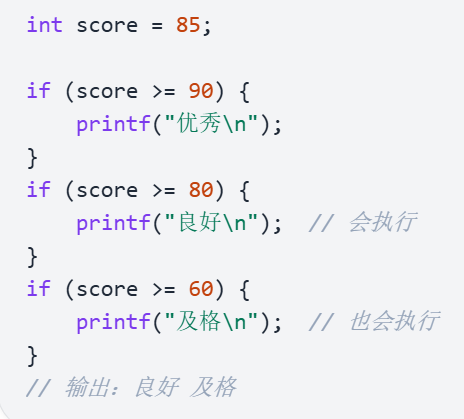 int score = 85;
if (score >= 90) {
    printf("优秀\n");
}
if (score >= 80) {
    printf("良好\n");  // 会执行
}
if (score >= 60) {
    printf("及格\n");  // 也会执行
}
// 输出：良好 及格